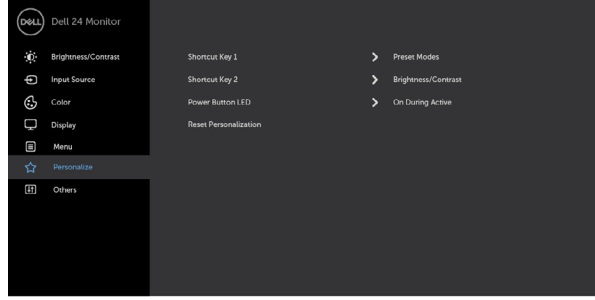 DELL Dell 24 Monitor
Brightness/Contrast
Input Source
Color
Display
Menu
Personalize
Others
Shortcut Key 1 Preset Modes
Shortcut Key 2 Brightness/Contrast
Power Button LED On During Active
Reset Personalization